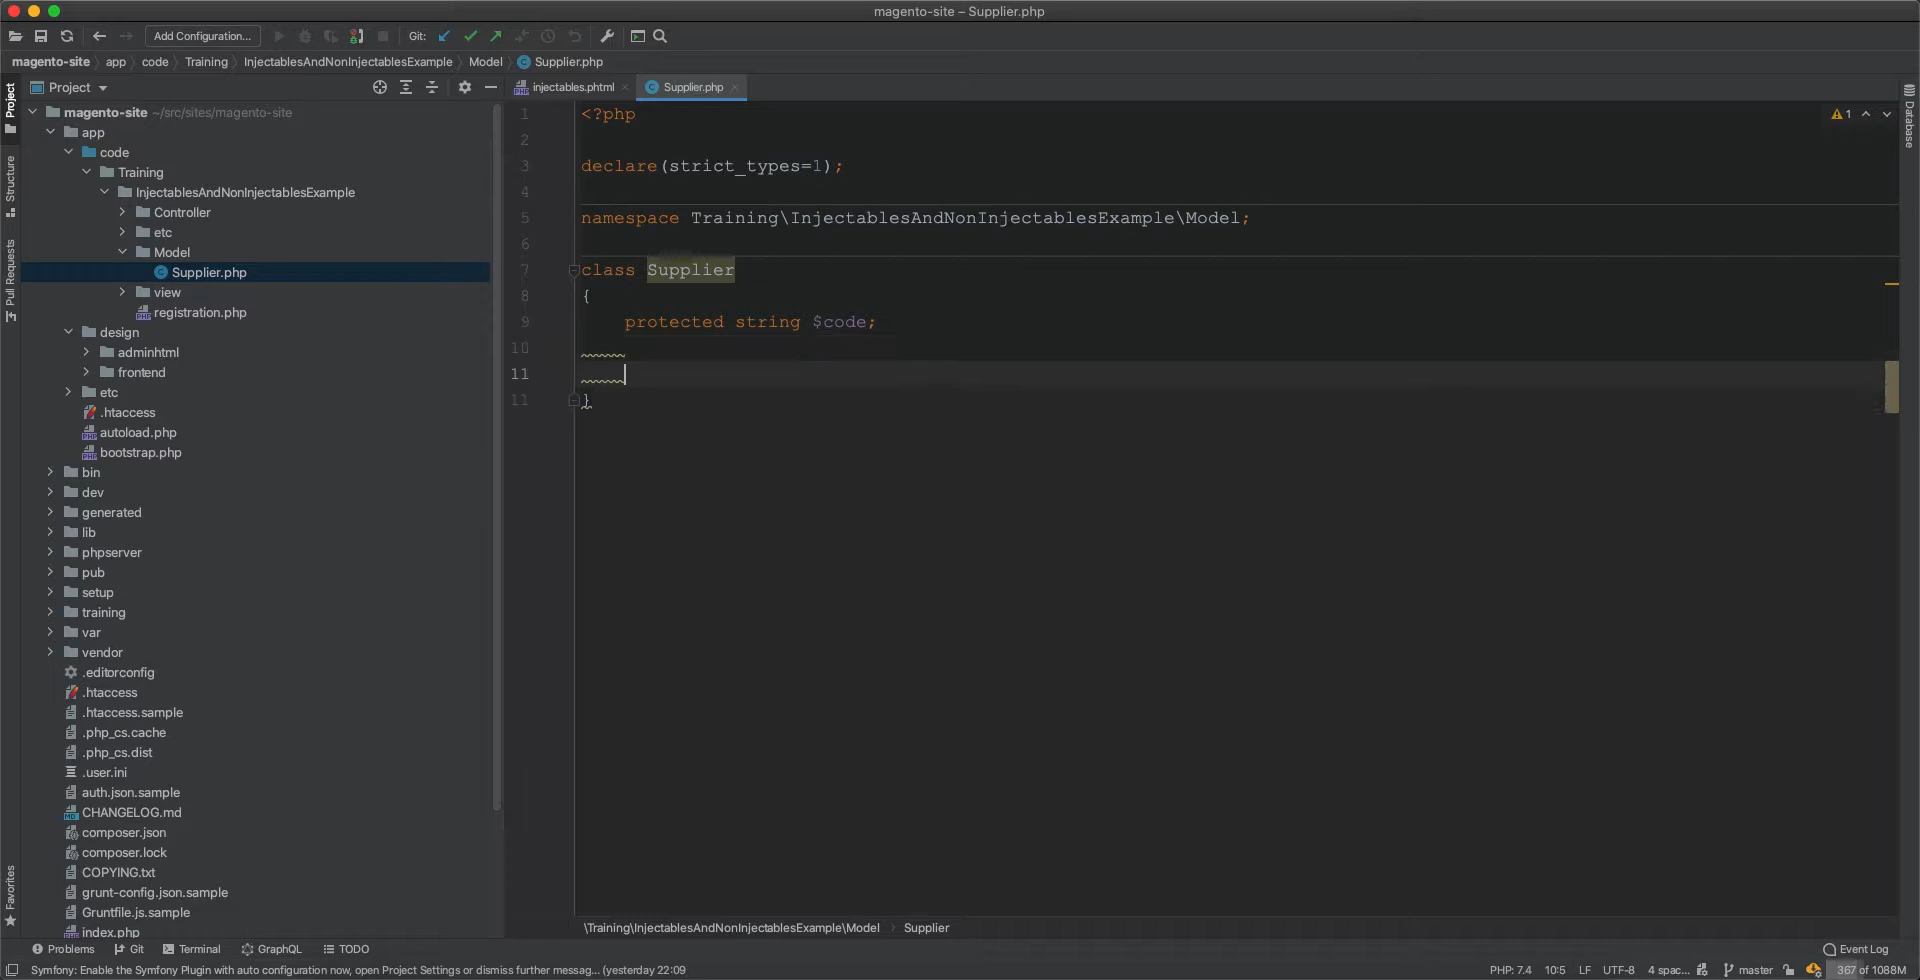 magento-site – Supplier.php
Add Configuration...
Git:
magento-site app code Training InjectablesAndNonInjectablesExample Model Supplier.php
Project
injectables.phtml
Supplier.php
Project
Structure
Pull Requests
Favorites
Database
magento-site ~/src/sites/magento-site
app
code
Training
InjectablesAndNonInjectablesExample
Controller
etc
Model
Supplier.php
view
registration.php
design
adminhtml
frontend
etc
.htaccess
autoload.php
bootstrap.php
bin
dev
generated
lib
phpserver
pub
setup
training
var
vendor
.editorconfig
.htaccess
.htaccess.sample
.php_cs.cache
.php_cs.dist
.user.ini
auth.json.sample
CHANGELOG.md
composer.json
composer.lock
COPYING.txt
grunt-config.json.sample
Gruntfile.js.sample
index.php
1 <?php
2
3 declare(strict_types=1);
4
5 namespace Training\InjectablesAndNonInjectablesExample\Model;
6
7 class Supplier
8 {
9 protected string $code;
10
11
11 }
1
\Training\InjectablesAndNonInjectablesExample\Model Supplier
Problems Git Terminal GraphQL TODO
Event Log
Symfony: Enable the Symfony Plugin with auto configuration now, open Project Settings or dismiss further messag... (yesterday 22:09
PHP: 7.4 10:5 LF UTF-8 4 spac... master 367 of 1088M